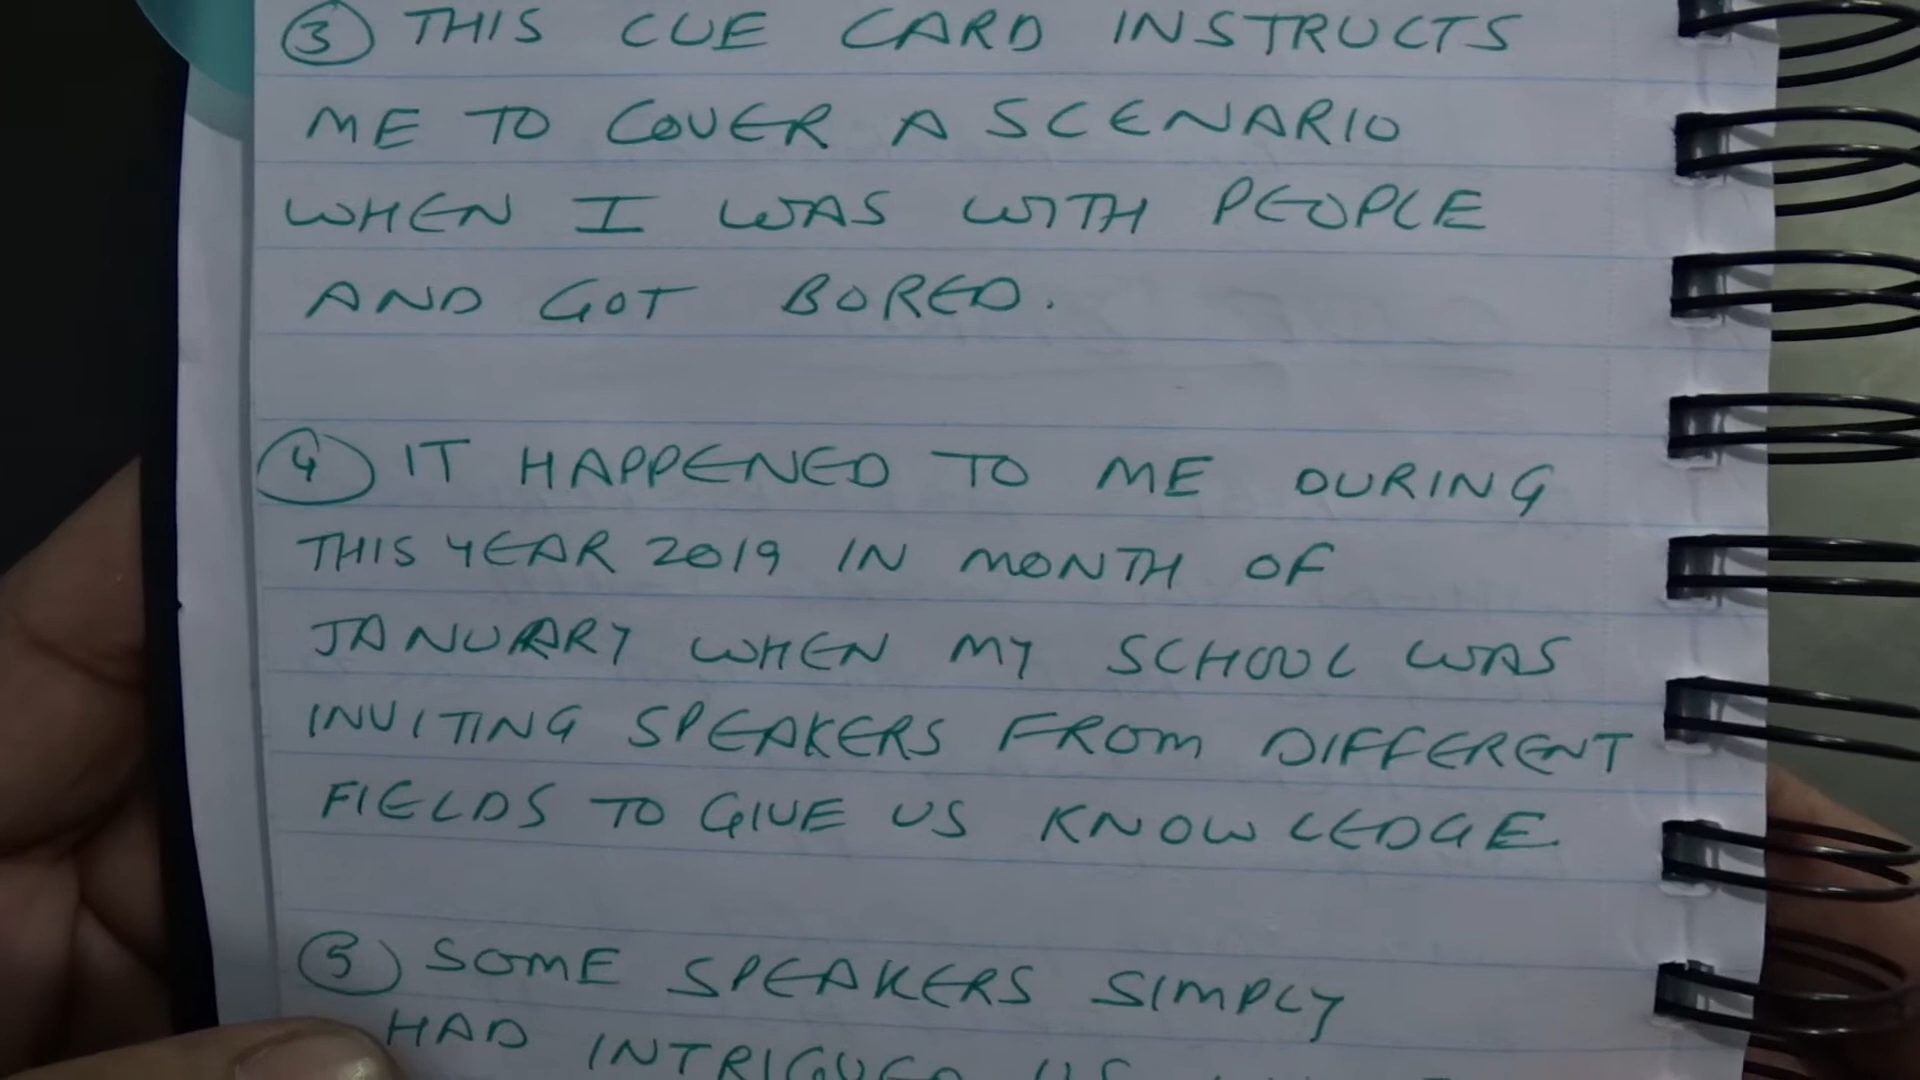 3 THIS CUE CARD INSTRUCTS
ME TO COVER A SCENARIO
WHEN I WAS WITH PEOPLE
AND GOT BORED.
4 IT HAPPENED TO ME DURING
THIS YEAR 2019 IN MONTH OF
JANUARY WHEN MY SCHOOL WAS
INVITING SPEAKERS FROM DIFFERENT
FIELDS TO GIVE US KNOWLEDGE
5 SOME SPEAKERS SIMPLY
HAD INTRIGUED US